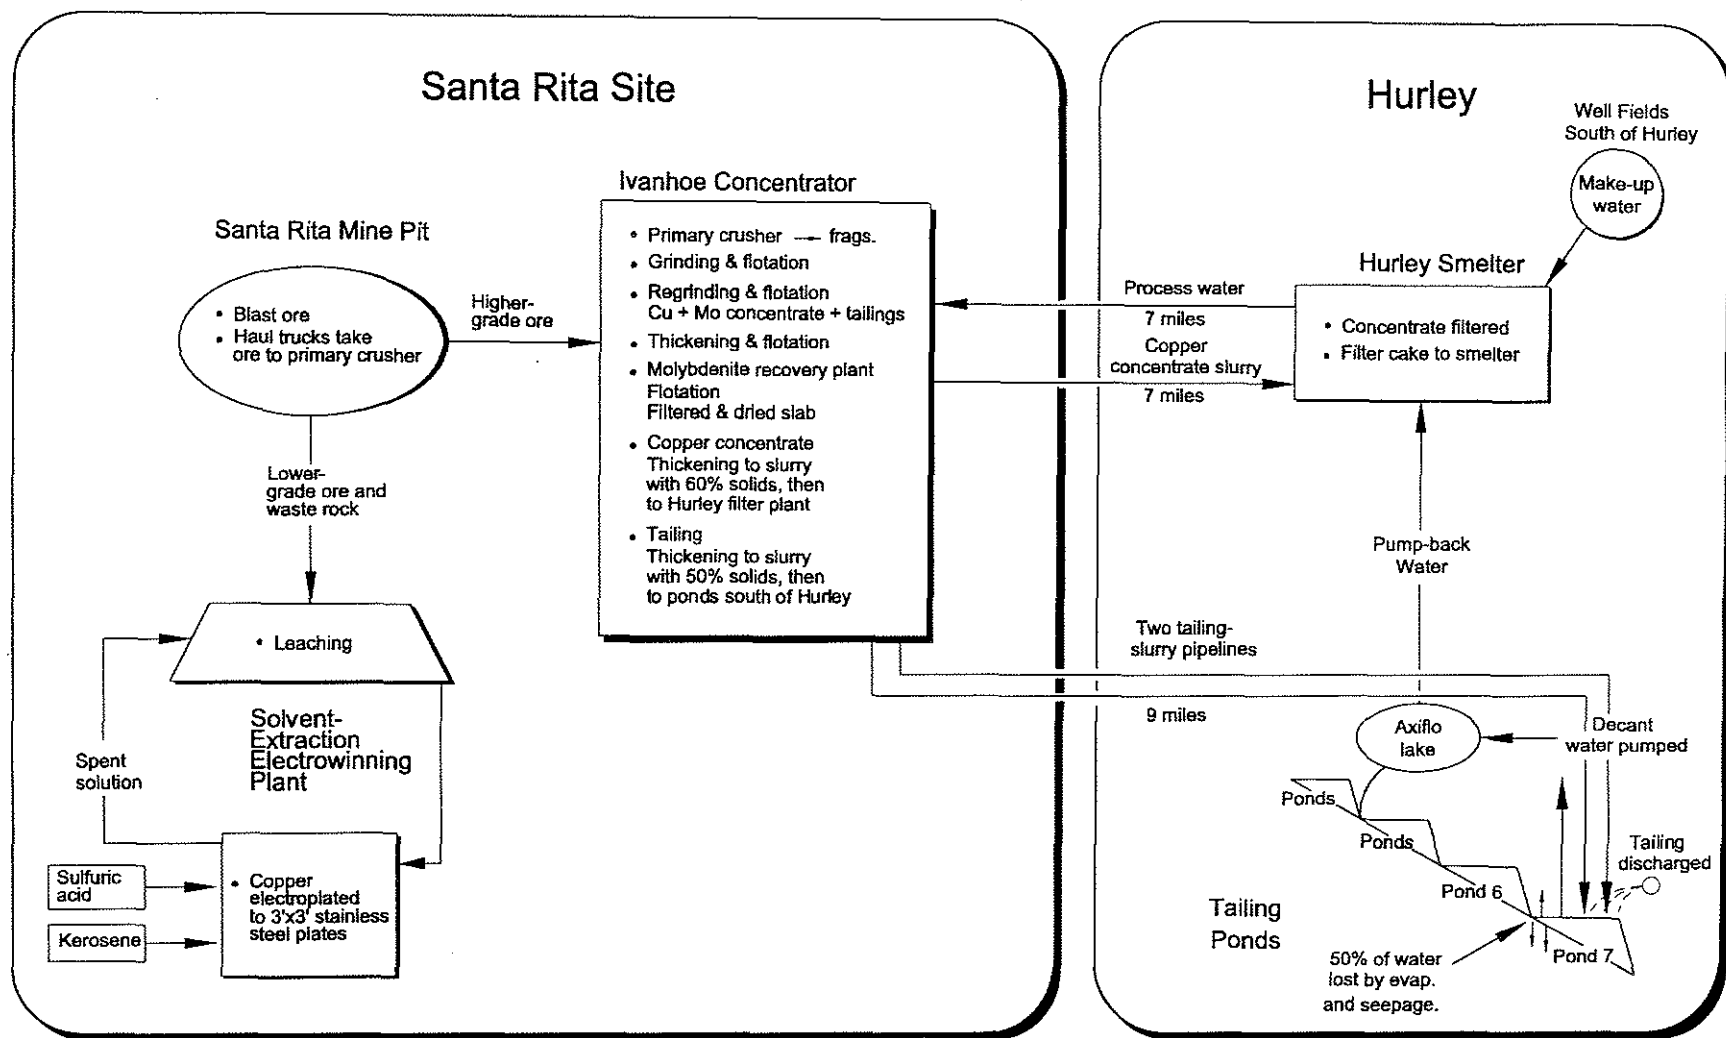 Santa Rita Site
Santa Rita Mine Pit
• Blast ore
• Haul trucks take
ore to primary crusher
Higher-
grade ore
Lower-
grade ore and
waste rock
• Leaching
Solvent-
Extraction
Electrowinning
Plant
Spent
solution
Sulfuric
acid
Kerosene
• Copper
electroplated
to 3'x3' stainless
steel plates
Ivanhoe Concentrator
• Primary crusher → frags.
• Grinding & flotation
• Regrinding & flotation
Cu + Mo concentrate + tailings
• Thickening & flotation
• Molybdenite recovery plant
Flotation
Filtered & dried slab
• Copper concentrate
Thickening to slurry
with 60% solids, then
to Hurley filter plant
• Tailing
Thickening to slurry
with 50% solids, then
to ponds south of Hurley
Hurley
Well Fields
South of Hurley
Make-up
water
Hurley Smelter
• Concentrate filtered
• Filter cake to smelter
Process water
7 miles
Copper
concentrate slurry
7 miles
Pump-back
Water
Two tailing-
slurry pipelines
9 miles
Axiflo
lake
Decant
water pumped
Ponds
Ponds
Pond 6
Pond 7
Tailing
discharged
Tailing
Ponds
50% of water
lost by evap.
and seepage.